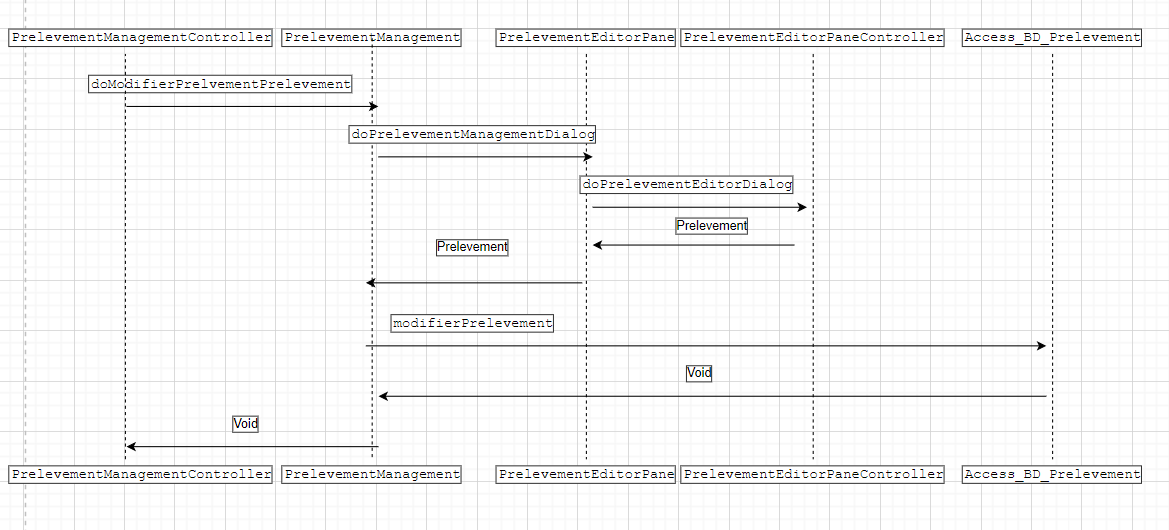 PrelevementManagementController PrelevementManagement PrelevementEditorPane PrelevementEditorPaneController Access_BD_Prelevement
doModifierPrelvementPrelevement
doPrelevementManagementDialog
doPrelevementEditorDialog
Prelevement
Prelevement
modifierPrelevement
Void
Void
PrelevementManagementController PrelevementManagement PrelevementEditorPane PrelevementEditorPaneController Access_BD_Prelevement